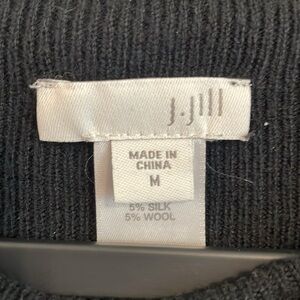 J.Jill
MADE IN
CHINA
M
5% SILK
5% WOOL